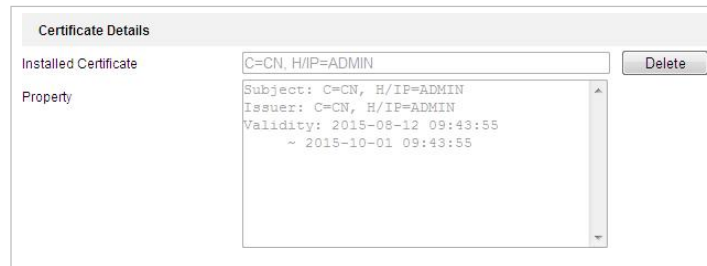 Certificate Details
Installed Certificate C=CN, H/IP=ADMIN Delete
Property
Subject: C=CN, H/IP=ADMIN
Issuer: C=CN, H/IP=ADMIN
Validity: 2015-08-12 09:43:55
~ 2015-10-01 09:43:55